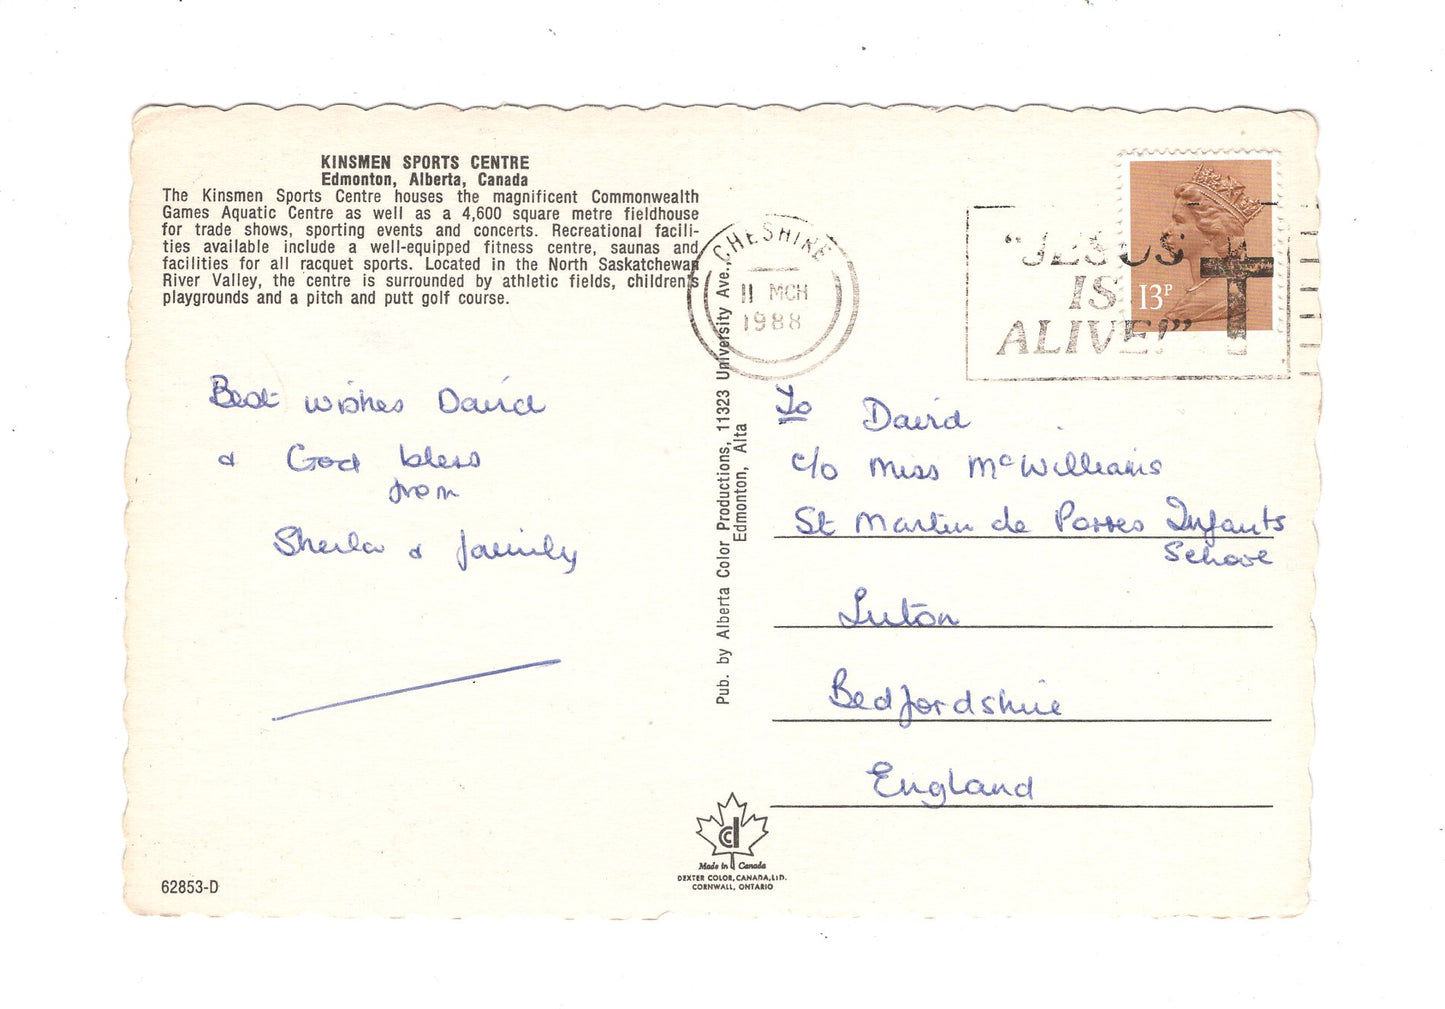 KINSMEN SPORTS CENTRE
Edmonton, Alberta, Canada
The Kinsmen Sports Centre houses the magnificent Commonwealth
Games Aquatic Centre as well as a 4,600 square metre fieldhouse
for trade shows, sporting events and concerts. Recreational facili-
ties available include a well-equipped fitness centre, saunas and
facilities for all racquet sports. Located in the North Saskatchewan
River Valley, the centre is surrounded by athletic fields, children's
playgrounds and a pitch and putt golf course.
Best wishes David
& God bless
from
Sheila & family
62853-D
Pub. by Alberta Color Productions, 11323 University Ave.,
Edmonton, Alta
Made in Canada
DEXTER COLOR, CANADA, LTD.
CORNWALL, ONTARIO
CHESHIRE
11 MCH
1988
"JESUS
IS
ALIVE!"
13P
To David
c/o Miss McWilliams
St Martin de Porres Infants
School
Luton
Bedfordshire
England